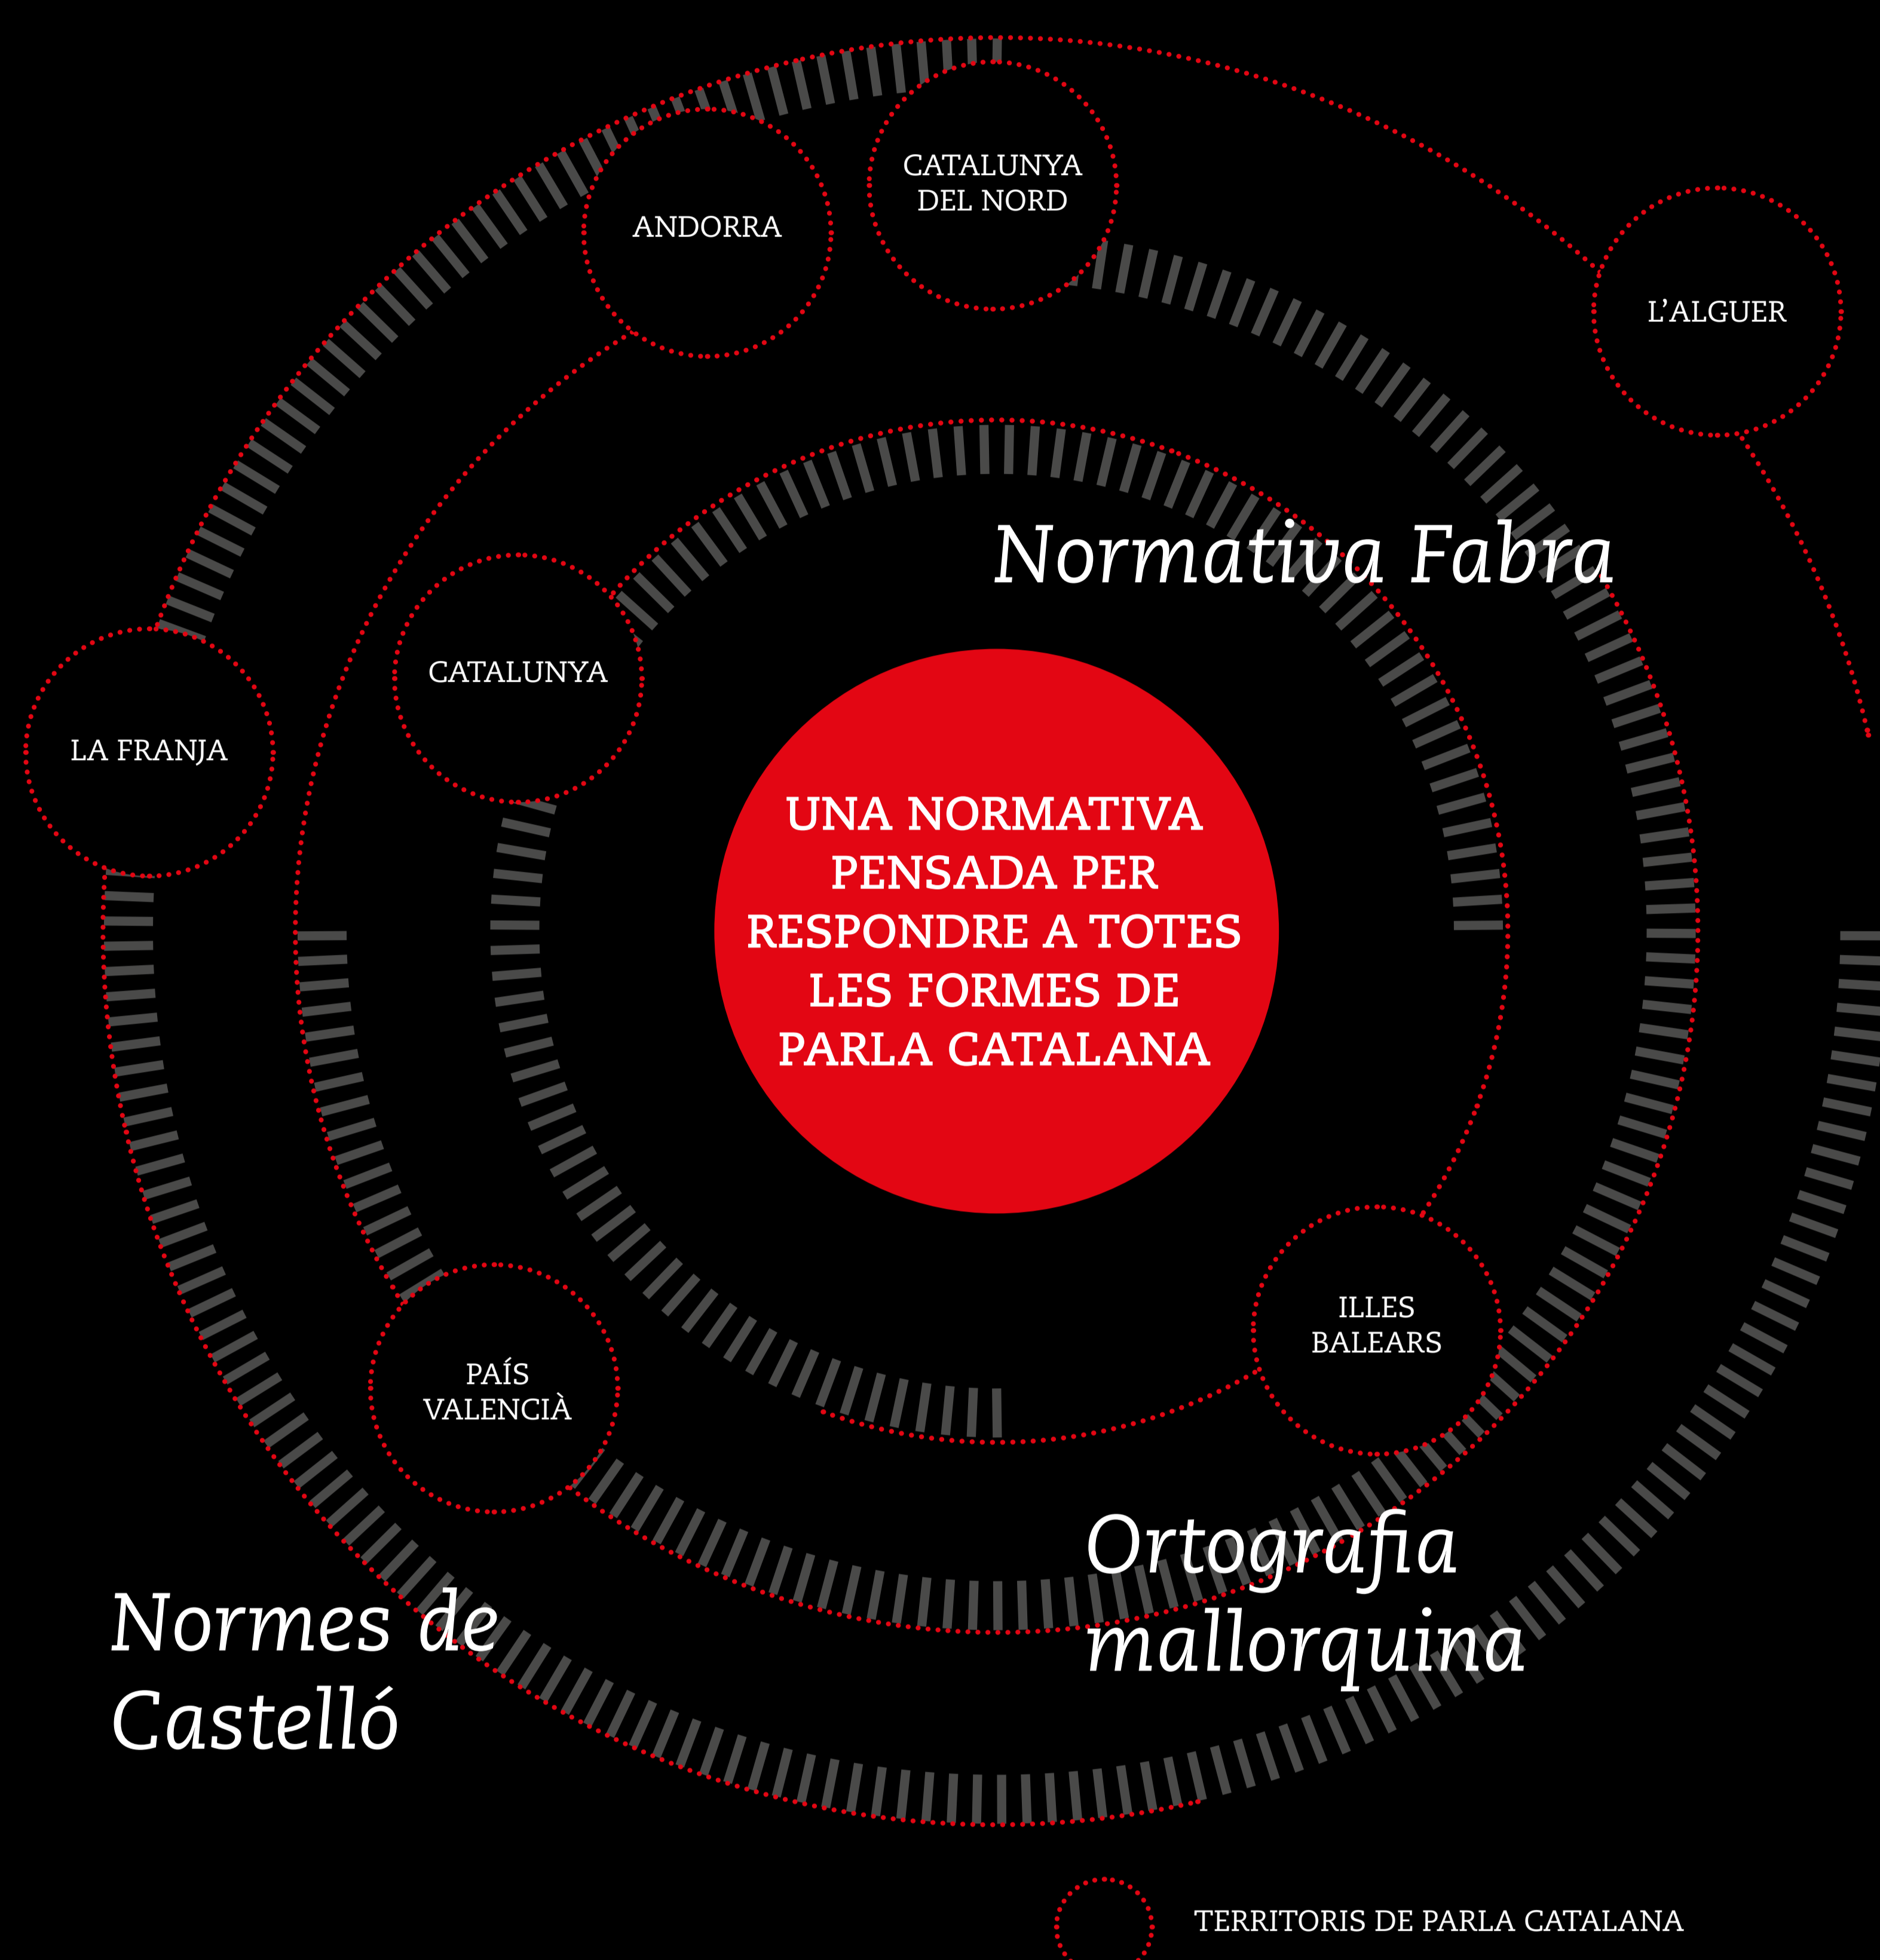 CATALUNYA
DEL NORD
ANDORRA
L’ALGUER
Normativa Fabra
CATALUNYA
LA FRANJA
UNA NORMATIVA
PENSADA PER
RESPONDRE A TOTES
LES FORMES DE
PARLA CATALANA
ILLES
BALEARS
PAÍS
VALENCIÀ
Ortografia
mallorquina
Normes de
Castelló
TERRITORIS DE PARLA CATALANA